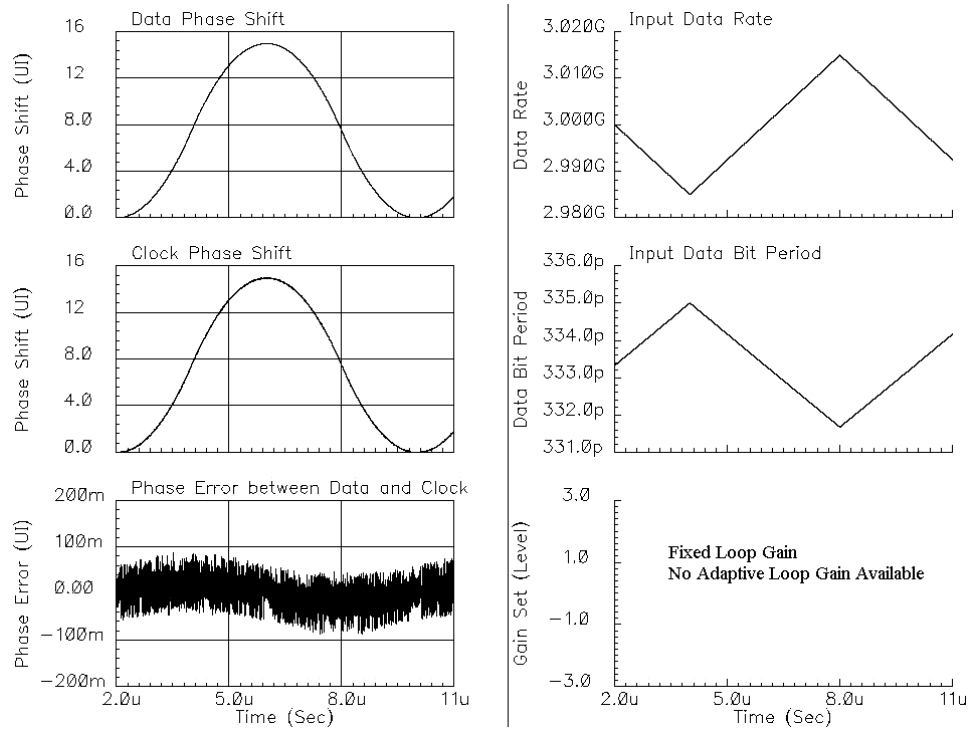 Data Phase Shift
Phase Shift (UI)
16
12
8.0
4.0
0.0
Clock Phase Shift
Phase Shift (UI)
16
12
8.0
4.0
0.0
Phase Error between Data and Clock
Phase Error (UI)
200m
100m
0.00
-100m
-200m
2.0u 5.0u 8.0u 11u
Time (Sec)
Input Data Rate
Data Rate
3.020G
3.010G
3.000G
2.990G
2.980G
Input Data Bit Period
Data Bit Period
336.0p
335.0p
334.0p
333.0p
332.0p
331.0p
Gain Set (Level)
3.0
1.0
-1.0
-3.0
Fixed Loop Gain
No Adaptive Loop Gain Available
2.0u 5.0u 8.0u 11u
Time (Sec)